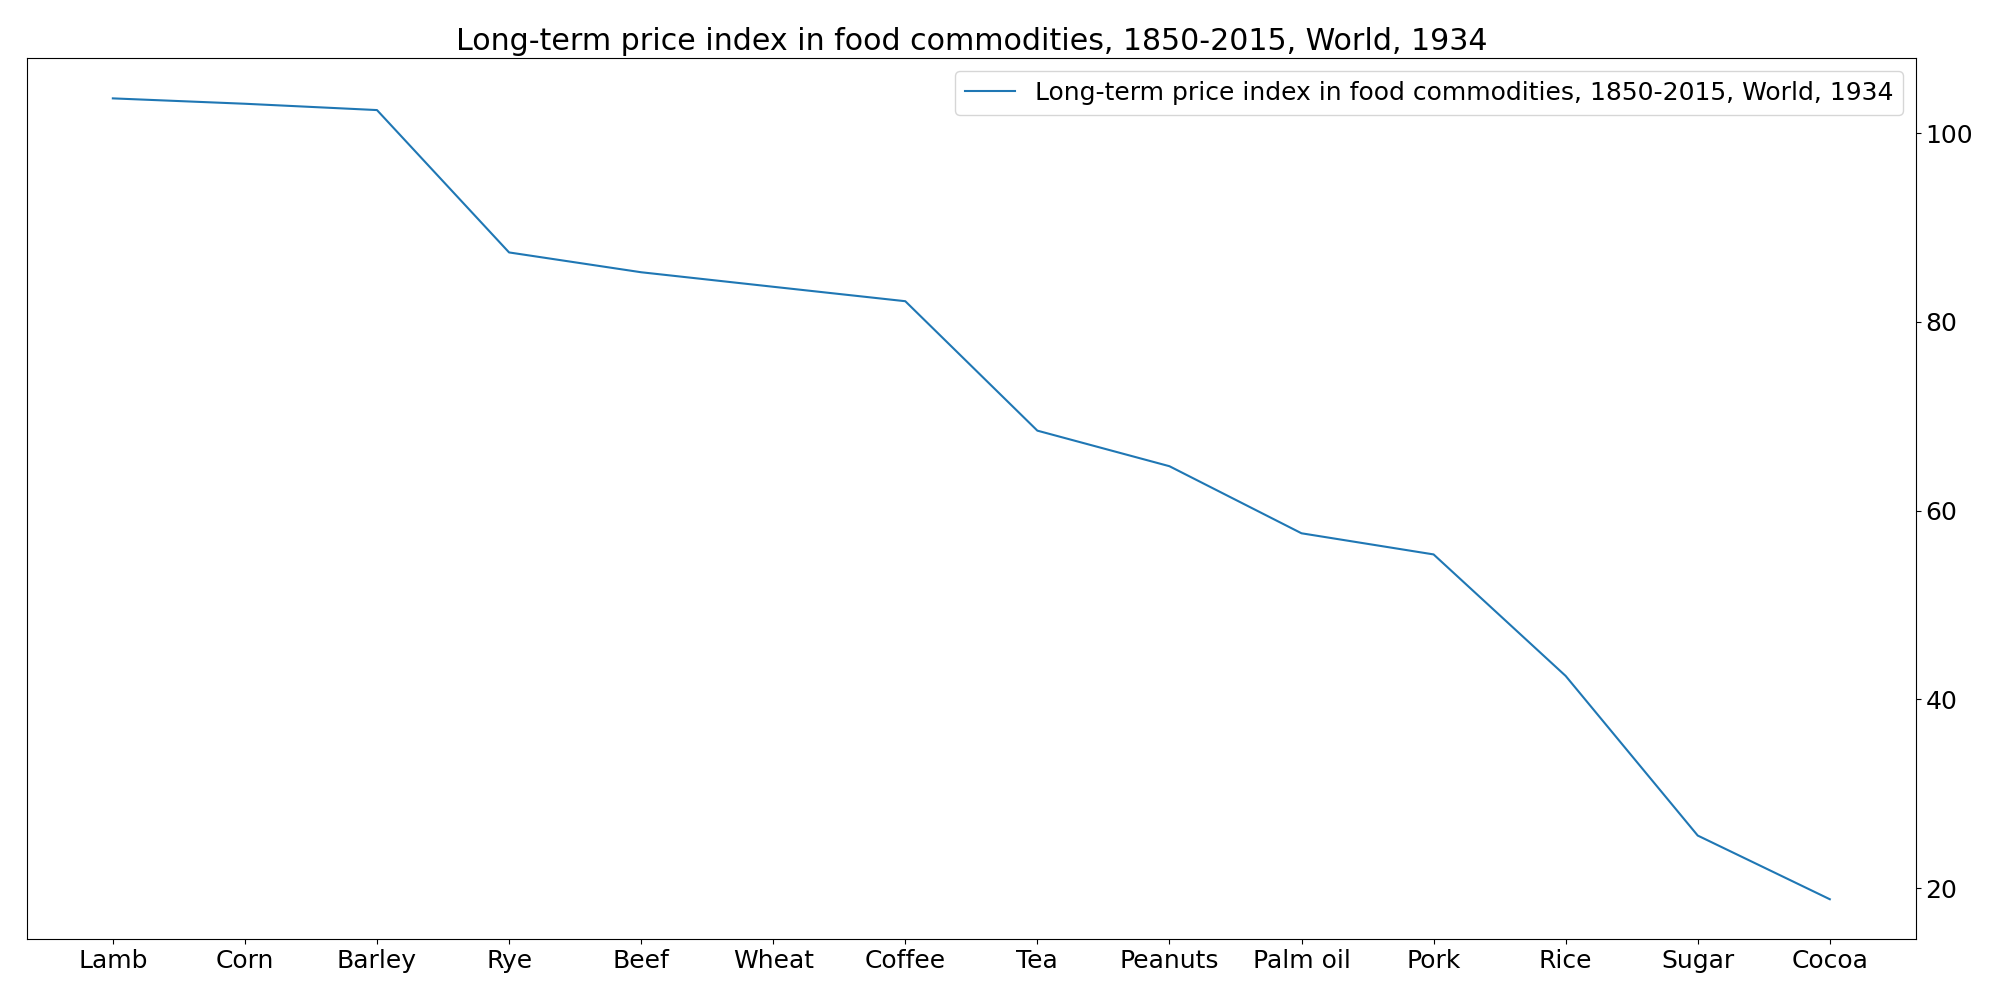 Long-term price index in food commodities, 1850-2015, World, 1934
Long-term price index in food commodities, 1850-2015, World, 1934
100
80
60
40
20
Lamb Corn Barley Rye Beef Wheat Coffee Tea Peanuts Palm oil Pork Rice Sugar Cocoa